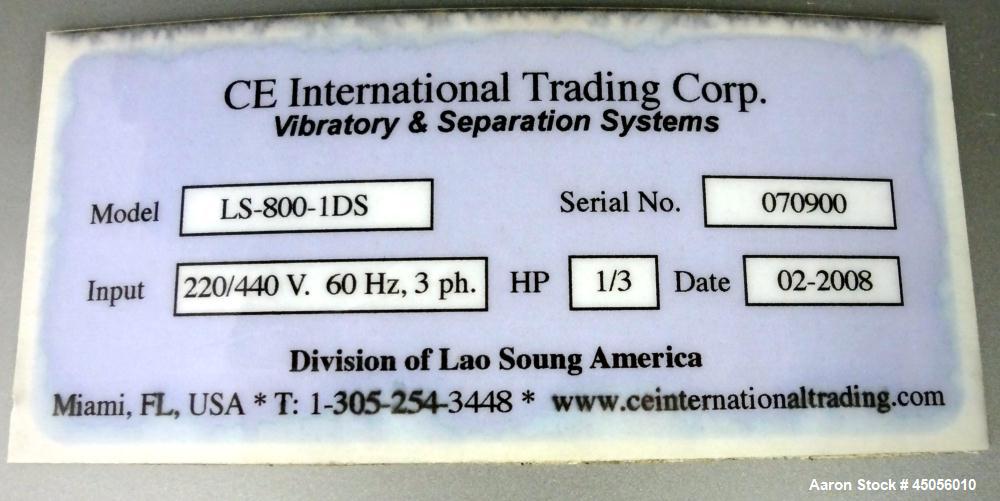 CE International Trading Corp.
Vibratory & Separation Systems
Model LS-800-1DS Serial No. 070900
Input 220/440 V. 60 Hz, 3 ph. HP 1/3 Date 02-2008
Division of Lao Soung America
Miami, FL, USA * T: 1-305-254-3448 * www.ceinternationaltrading.com
Aaron Stock # 45056010